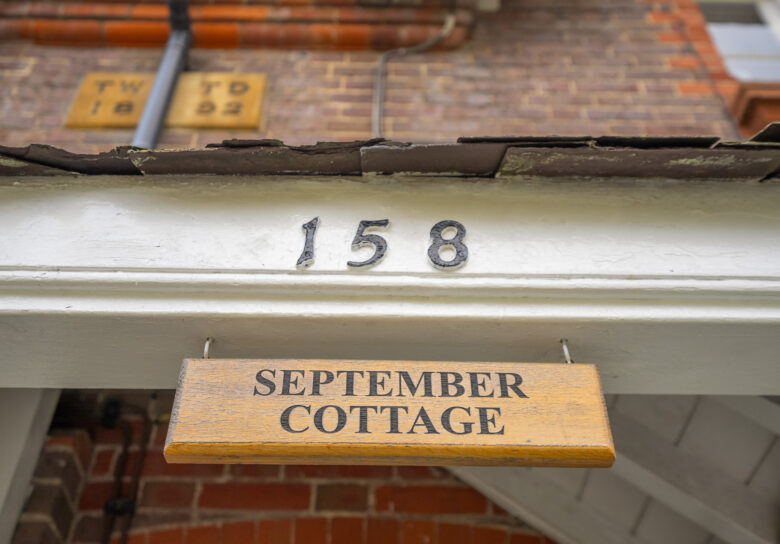 TW TD
18 92
158
SEPTEMBER
COTTAGE